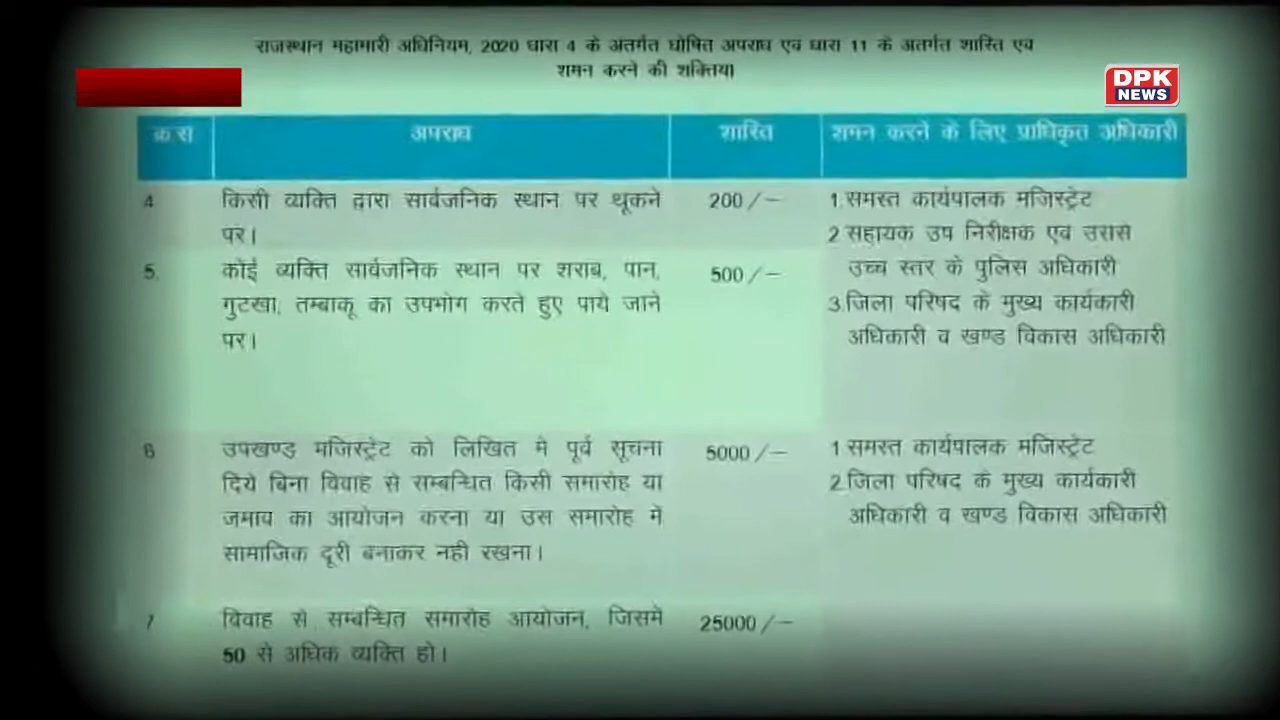 राजस्थान महामारी अधिनियम, 2020 धारा 4 के अंतर्गत घोषित अपराध एवं धारा 11 के अतर्गत शास्ति एव
शमन करने की शक्तिया
DPK
NEWS
क्र.स अपराध शास्ति शमन करने के लिए प्राधिकृत अधिकारी
4 किसी व्यक्ति द्वारा सार्वजनिक स्थान पर थूकने 200/- 1.समस्त कार्यपालक मजिस्ट्रेट
पर। 2 सहायक उप निरीक्षक एव उससे
5. कोई व्यक्ति सार्वजनिक स्थान पर शराब, पान, 500/- उच्च स्तर के पुलिस अधिकारी
गुटखा, तम्बाकू का उपभोग करते हुए पाये जाने 3.जिला परिषद के मुख्य कार्यकारी
पर। अधिकारी व खण्ड विकास अधिकारी
6 उपखण्ड मजिस्ट्रेट को लिखित मे पूर्व सूचना 5000/- 1 समस्त कार्यपालक मजिस्ट्रेट
दिये बिना विवाह से सम्बन्धित किसी समारोह या 2.जिला परिषद के मुख्य कार्यकारी
जमाव का आयोजन करना या उस समारोह में अधिकारी व खण्ड विकास अधिकारी
सामाजिक दूरी बनाकर नही रखना।
7 विवाह से सम्बन्धित समारोह आयोजन, जिसमे 25000/-
50 से अधिक व्यक्ति हो।